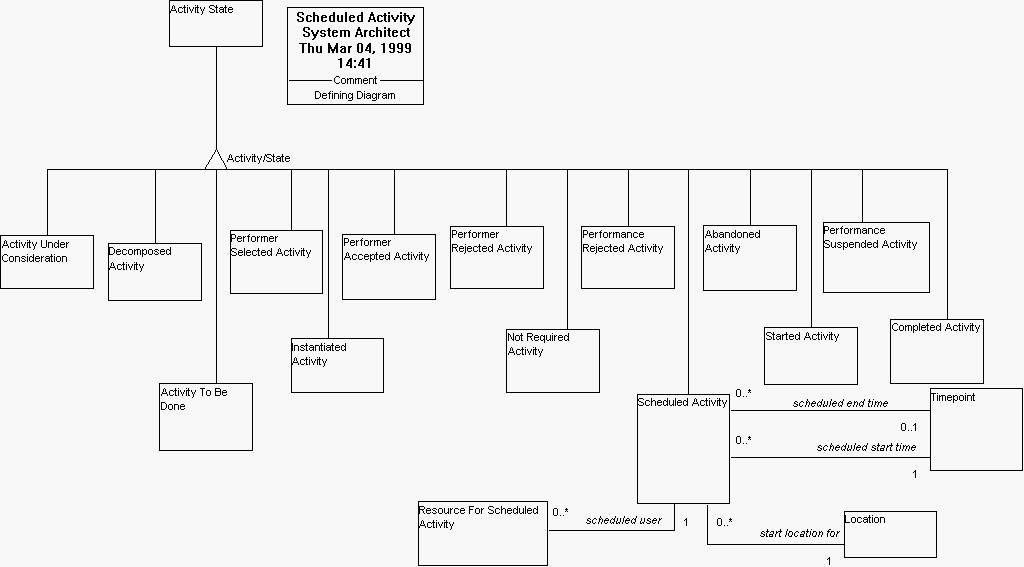 Activity State
Scheduled Activity
System Architect
Thu Mar 04, 1999
14:41
Comment
Defining Diagram
Activity/State
Activity Under
Consideration
Decomposed
Activity
Performer
Selected Activity
Performer
Accepted Activity
Performer
Rejected Activity
Performance
Rejected Activity
Abandoned
Activity
Performance
Suspended Activity
Instantiated
Activity
Not Required
Activity
Started Activity
Completed Activity
Activity To Be
Done
Scheduled Activity
0..*
scheduled end time
0..1
Timepoint
0..*
scheduled start time
1
Resource For Scheduled
Activity
0..*
scheduled user
1
0..*
start location for
1
Location